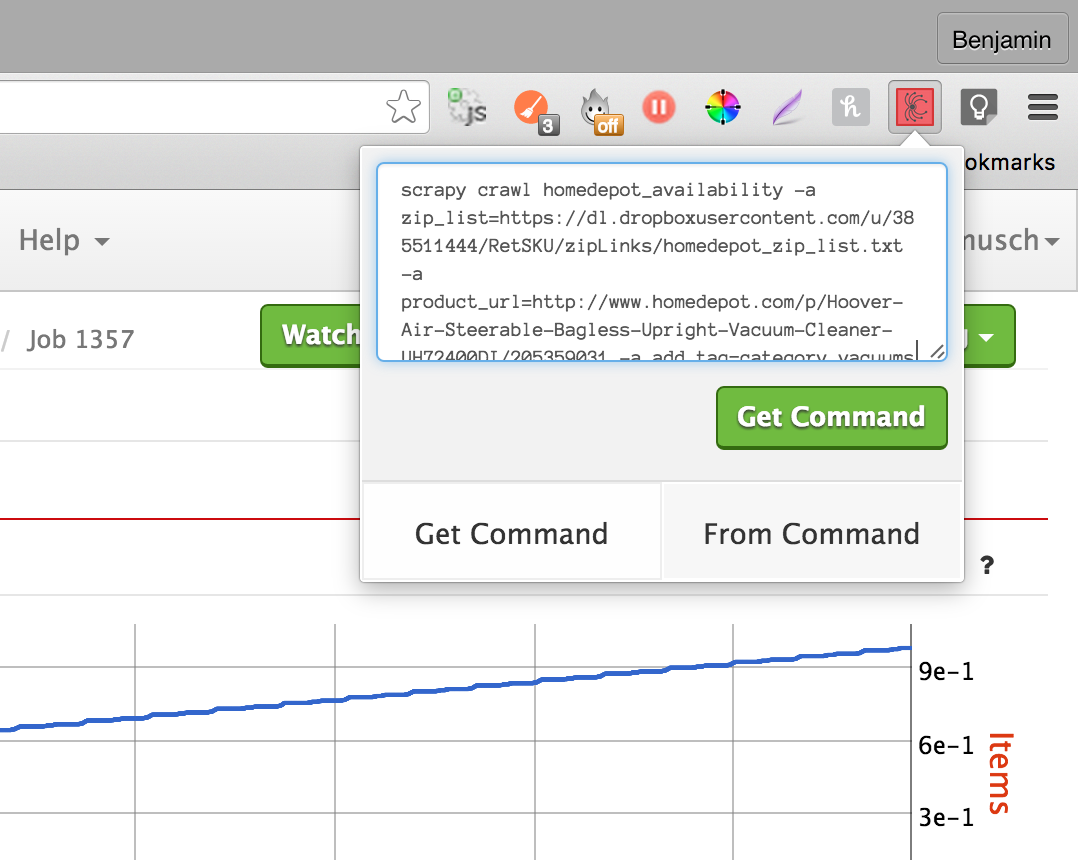 Benjamin
js
3
off
h
okmarks
scrapy crawl homedepot_availability -a
zip_list=https://dl.dropboxusercontent.com/u/38
5511444/RetSKU/zipLinks/homedepot_zip_list.txt
-a
product_url=http://www.homedepot.com/p/Hoover-
Air-Steerable-Bagless-Upright-Vacuum-Cleaner-
UH72400DI/205359031 -a add_tag=category_vacuums
Help
musch
/ Job 1357
Watch
g
Get Command
Get Command
From Command
?
9e-1
6e-1
3e-1
Items